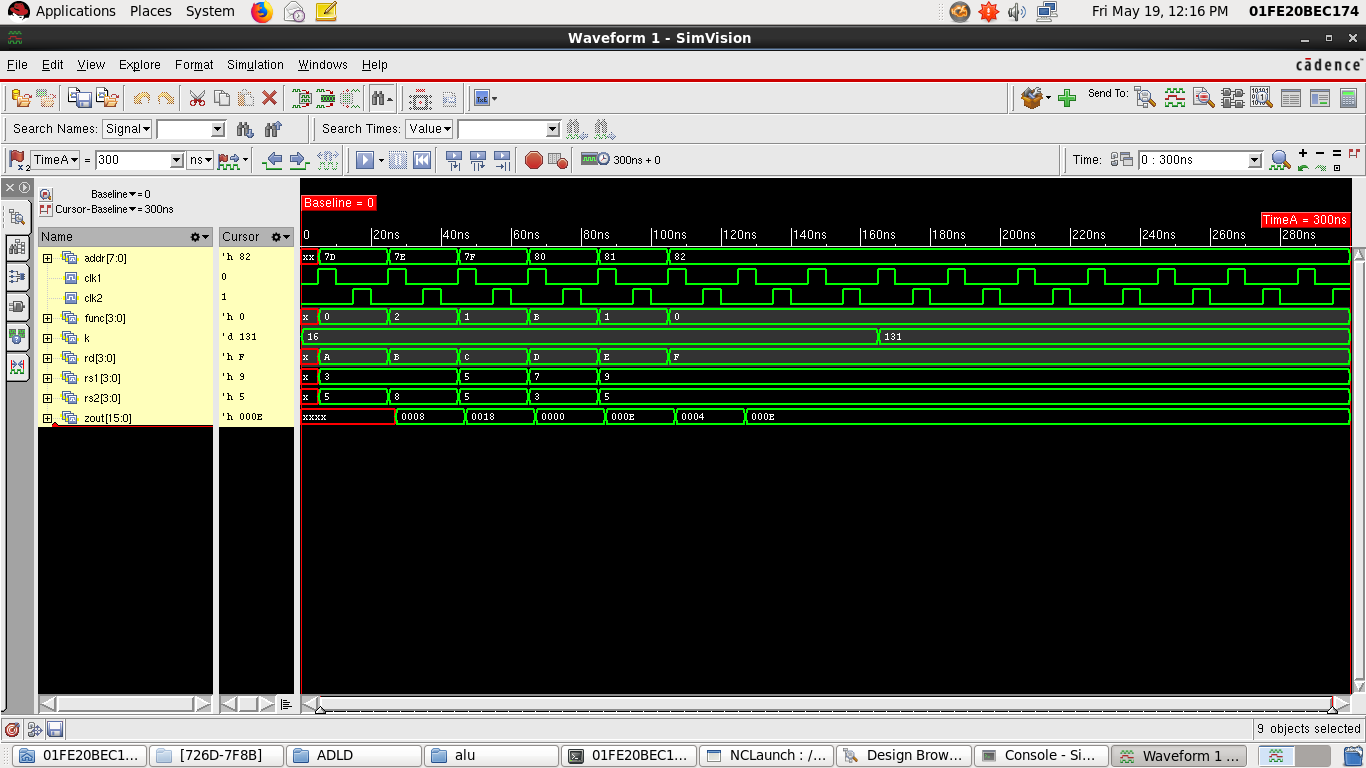 Applications Places System Fri May 19, 12:16 PM 01FE20BEC174
Waveform 1 - SimVision
File Edit View Explore Format Simulation Windows Help cādence
Send To:
Search Names: Signal Search Times: Value
TimeA = 300 ns 300ns + 0 Time: 0 : 300ns
Baseline = 0
Cursor-Baseline = 300ns
Baseline = 0
TimeA = 300ns
Name Cursor 0 20ns 40ns 60ns 80ns 100ns 120ns 140ns 160ns 180ns 200ns 220ns 240ns 260ns 280ns
addr[7:0] 'h 82 xx 7D 7E 7F 80 81 82
clk1 0
clk2 1
func[3:0] 'h 0 x 0 2 1 B 1 0
k 'd 131 16 131
rd[3:0] 'h F x A B C D E F
rs1[3:0] 'h 9 x 3 5 7 9
rs2[3:0] 'h 5 x 5 8 5 3 5
zout[15:0] 'h 000E xxxx 0008 0018 0000 000E 0004 000E
9 objects selected
01FE20BEC1... [726D-7F8B] ADLD alu 01FE20BEC1... NCLaunch : /... Design Brow... Console - Si... Waveform 1 ...